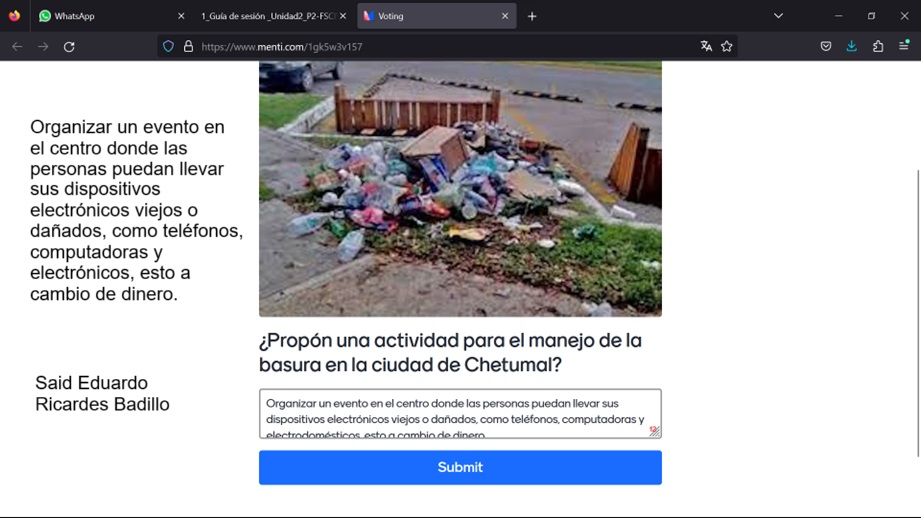 WhatsApp
1_Guía de sesión _Unidad2_P2-FSC
Voting
https://www.menti.com/1gk5w3v157
Organizar un evento en
el centro donde las
personas puedan llevar
sus dispositivos
electrónicos viejos o
dañados, como teléfonos,
computadoras y
electrónicos, esto a
cambio de dinero.
Said Eduardo
Ricardes Badillo
¿Propón una actividad para el manejo de la
basura en la ciudad de Chetumal?
Organizar un evento en el centro donde las personas puedan llevar sus
dispositivos electrónicos viejos o dañados, como teléfonos, computadoras y
electrodomésticos, esto a cambio de dinero
Submit